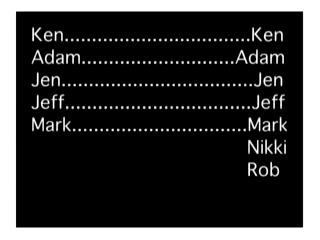 Ken.................................Ken
Adam...........................Adam
Jen..................................Jen
Jeff.................................Jeff
Mark...............................Mark
Nikki
Rob